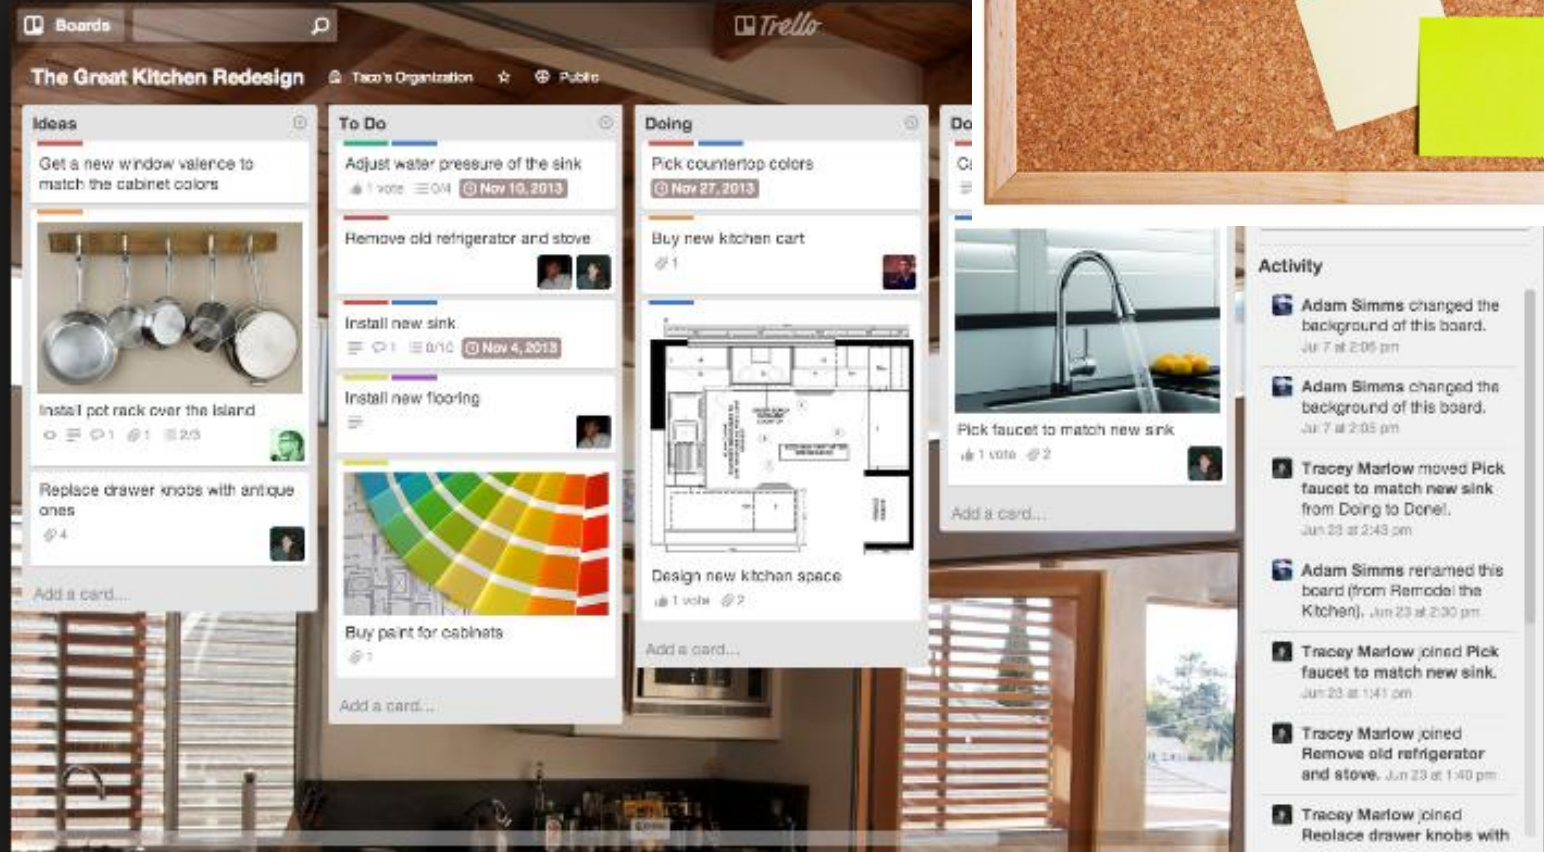 Boards
Trello
The Great Kitchen Redesign
Taco's Organization
Public
Ideas
Get a new window valence to
match the cabinet colors
Install pot rack over the island
1
1
2/3
Replace drawer knobs with antique
ones
4
Add a card...
To Do
Adjust water pressure of the sink
1 vote
0/4
Nov 10, 2013
Remove old refrigerator and stove
Install new sink
1
8/10
Nov 4, 2013
Install new flooring
Buy paint for cabinets
1
Add a card...
Doing
Pick countertop colors
Nov 27, 2013
Buy new kitchen cart
1
Design new kitchen space
1 vote
2
Add a card...
Do
Pick faucet to match new sink
1 vote
2
Add a card...
Activity
Adam Simms changed the
background of this board.
Jul 7 at 2:06 pm
Adam Simms changed the
background of this board.
Jul 7 at 2:05 pm
Tracey Marlow moved Pick
faucet to match new sink
from Doing to Done!.
Jun 23 at 2:43 pm
Adam Simms renamed this
board (from Remodel the
Kitchen). Jun 23 at 2:30 pm
Tracey Marlow joined Pick
faucet to match new sink.
Jun 23 at 1:41 pm
Tracey Marlow joined
Remove old refrigerator
and stove. Jun 23 at 1:40 pm
Tracey Marlow joined
Replace drawer knobs with